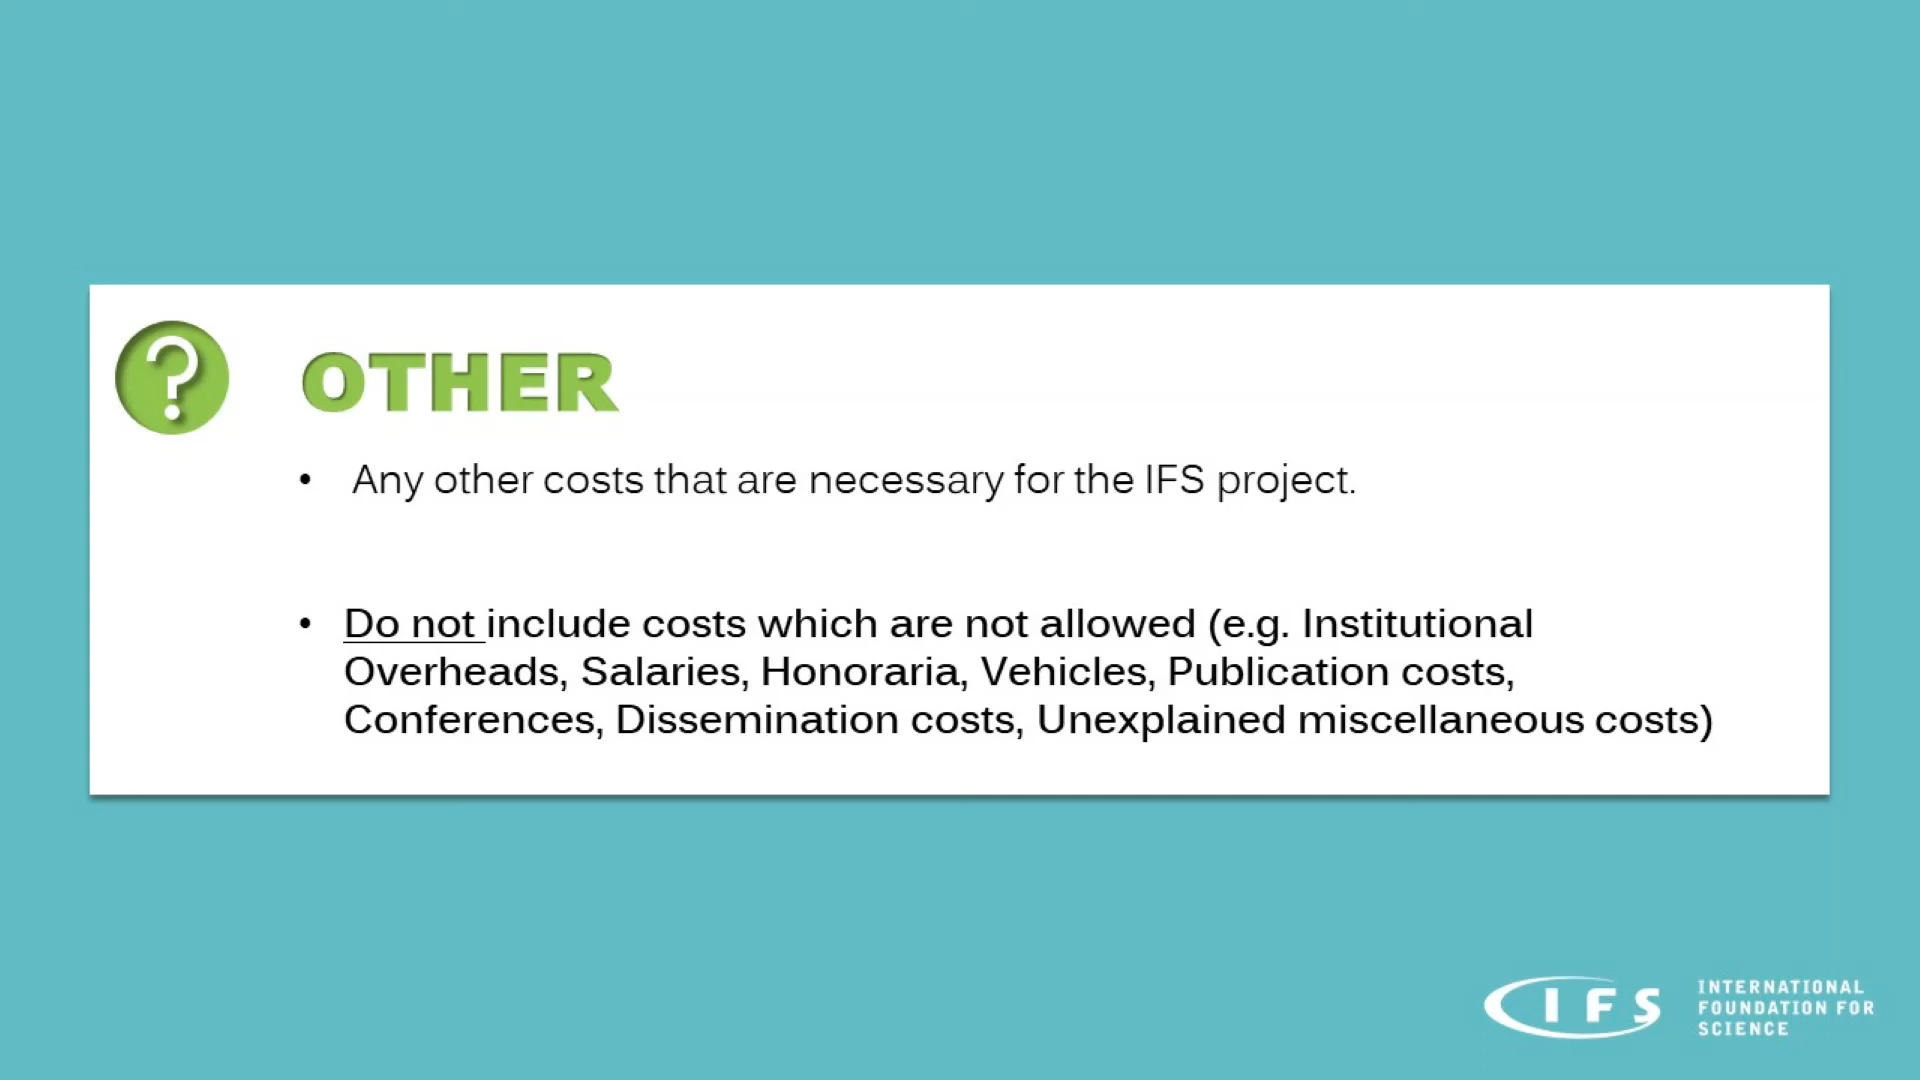 ?
OTHER
• Any other costs that are necessary for the IFS project.
• Do not include costs which are not allowed (e.g. Institutional
Overheads, Salaries, Honoraria, Vehicles, Publication costs,
Conferences, Dissemination costs, Unexplained miscellaneous costs)
IFS
INTERNATIONAL
FOUNDATION FOR
SCIENCE